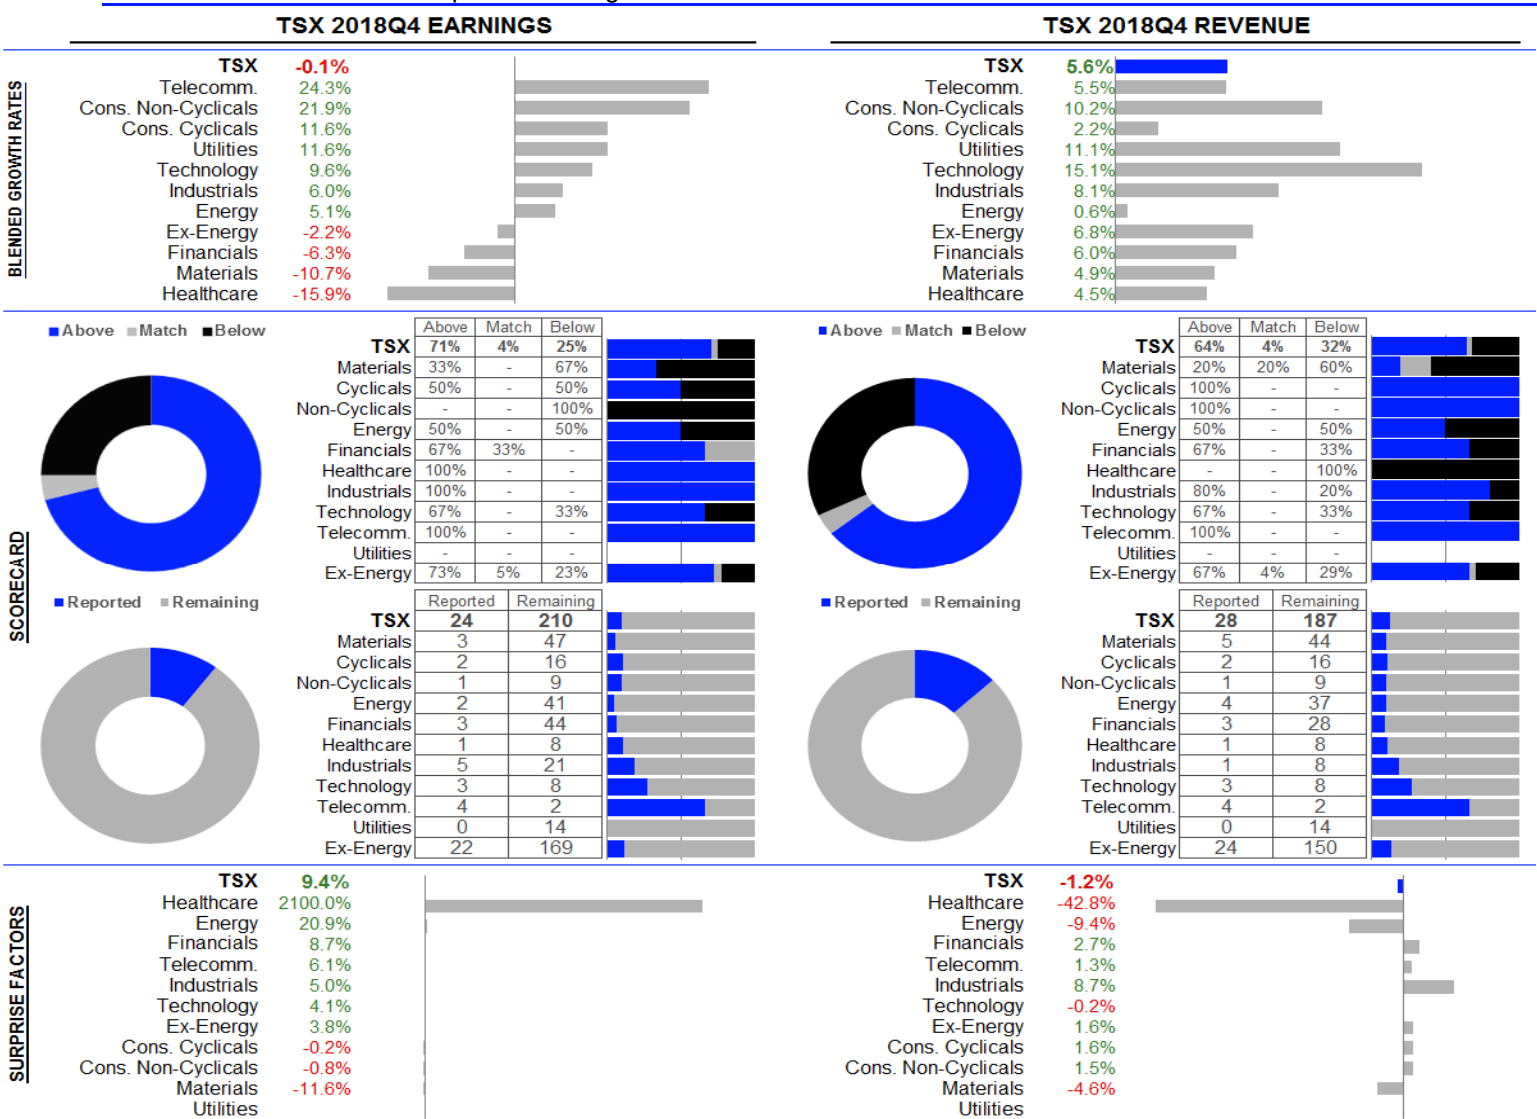 TSX 2018Q4 EARNINGS
BLENDED GROWTH RATES
TSX -0.1%
Telecomm. 24.3%
Cons. Non-Cyclicals 21.9%
Cons. Cyclicals 11.6%
Utilities 11.6%
Technology 9.6%
Industrials 6.0%
Energy 5.1%
Ex-Energy -2.2%
Financials -6.3%
Materials -10.7%
Healthcare -15.9%
TSX 2018Q4 REVENUE
TSX 5.6%
Telecomm. 5.5%
Cons. Non-Cyclicals 10.2%
Cons. Cyclicals 2.2%
Utilities 11.1%
Technology 15.1%
Industrials 8.1%
Energy 0.6%
Ex-Energy 6.8%
Financials 6.0%
Materials 4.9%
Healthcare 4.5%
SCORECARD
Above Match Below
Above Match Below
TSX 71% 4% 25%
Materials 33% - 67%
Cyclicals 50% - 50%
Non-Cyclicals - - 100%
Energy 50% - 50%
Financials 67% 33% -
Healthcare 100% - -
Industrials 100% - -
Technology 67% - 33%
Telecomm. 100% - -
Utilities - - -
Ex-Energy 73% 5% 23%
Above Match Below
Above Match Below
TSX 64% 4% 32%
Materials 20% 20% 60%
Cyclicals 100% - -
Non-Cyclicals 100% - -
Energy 50% - 50%
Financials 67% - 33%
Healthcare - - 100%
Industrials 80% - 20%
Technology 67% - 33%
Telecomm. 100% - -
Utilities - - -
Ex-Energy 67% 4% 29%
Reported Remaining
Reported Remaining
TSX 24 210
Materials 3 47
Cyclicals 2 16
Non-Cyclicals 1 9
Energy 2 41
Financials 3 44
Healthcare 1 8
Industrials 5 21
Technology 3 8
Telecomm. 4 2
Utilities 0 14
Ex-Energy 22 169
Reported Remaining
Reported Remaining
TSX 28 187
Materials 5 44
Cyclicals 2 16
Non-Cyclicals 1 9
Energy 4 37
Financials 3 28
Healthcare 1 8
Industrials 1 8
Technology 3 8
Telecomm. 4 2
Utilities 0 14
Ex-Energy 24 150
SURPRISE FACTORS
TSX 9.4%
Healthcare 2100.0%
Energy 20.9%
Financials 8.7%
Telecomm. 6.1%
Industrials 5.0%
Technology 4.1%
Ex-Energy 3.8%
Cons. Cyclicals -0.2%
Cons. Non-Cyclicals -0.8%
Materials -11.6%
Utilities
TSX -1.2%
Healthcare -42.8%
Energy -9.4%
Financials 2.7%
Telecomm. 1.3%
Industrials 8.7%
Technology -0.2%
Ex-Energy 1.6%
Cons. Cyclicals 1.6%
Cons. Non-Cyclicals 1.5%
Materials -4.6%
Utilities